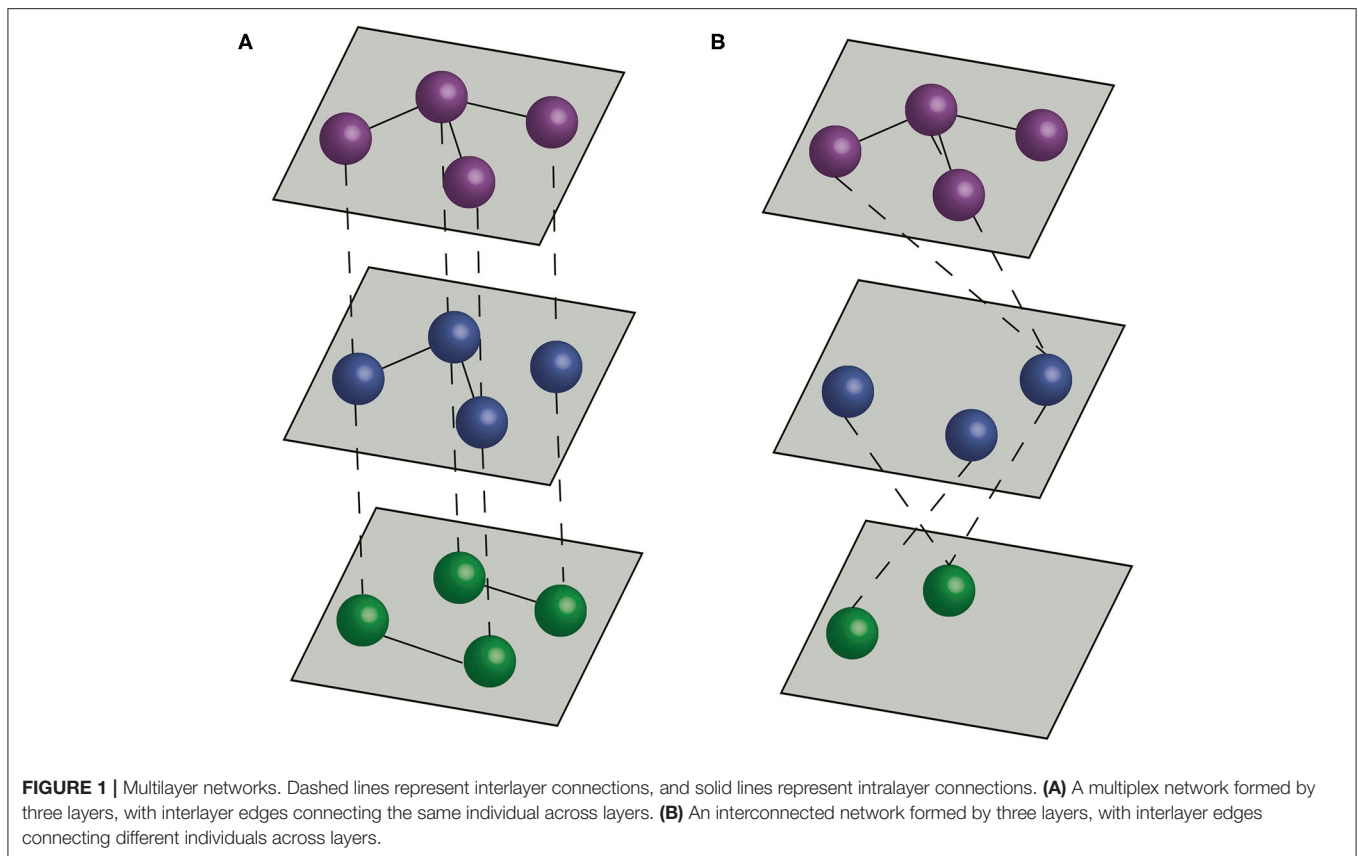 A
B
FIGURE 1 | Multilayer networks. Dashed lines represent interlayer connections, and solid lines represent intralayer connections. (A) A multiplex network formed by
three layers, with interlayer edges connecting the same individual across layers. (B) An interconnected network formed by three layers, with interlayer edges
connecting different individuals across layers.